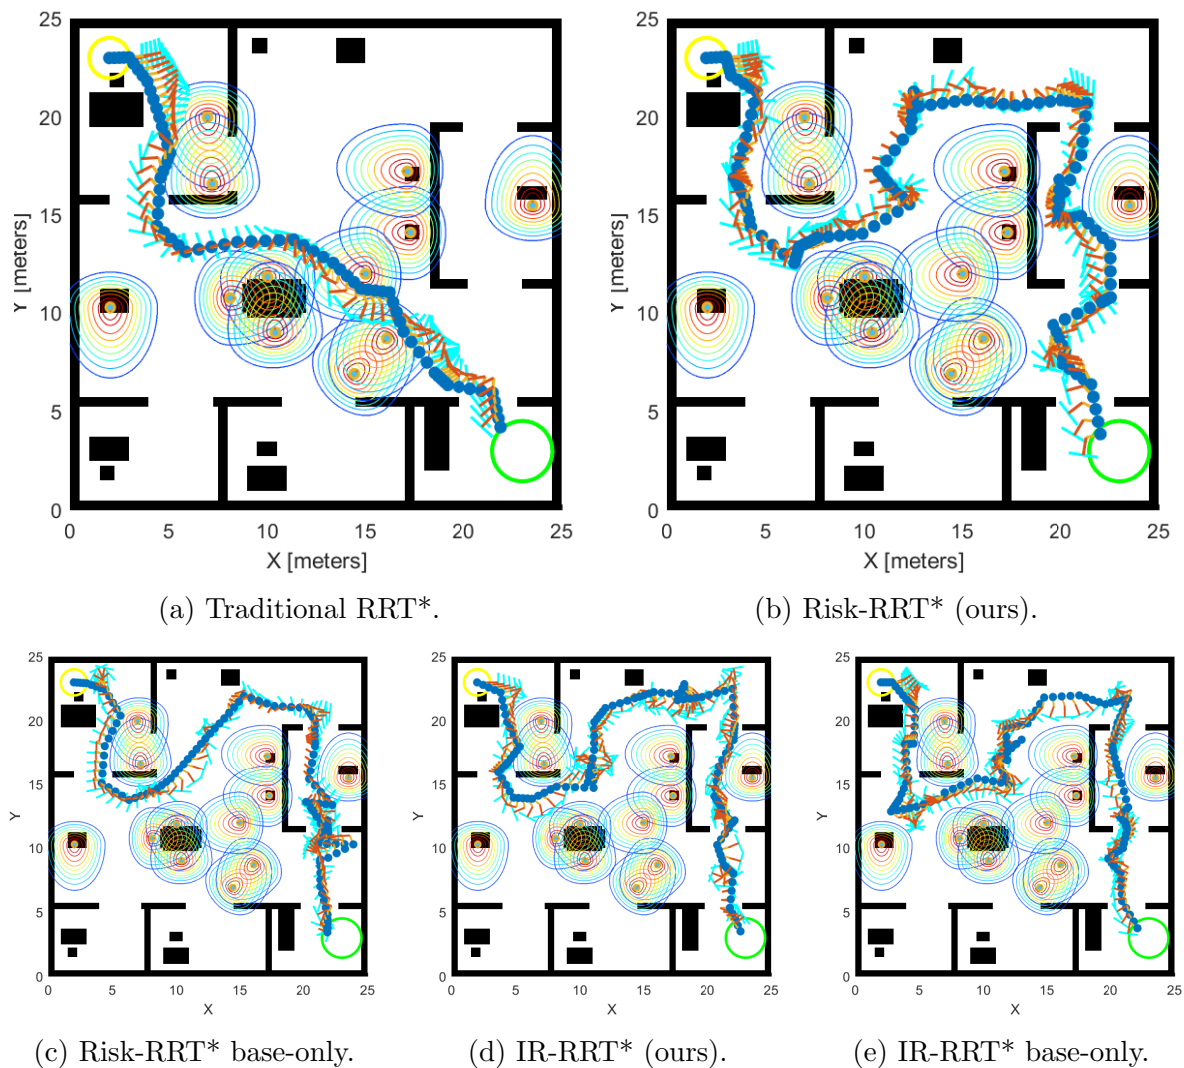 25
20
15
10
5
0
Y [meters]
0 5 10 15 20 25
X [meters]
(a) Traditional RRT*.
25
20
15
10
5
0
Y [meters]
0 5 10 15 20 25
X [meters]
(b) Risk-RRT* (ours).
25
20
15
10
5
0
Y
0 5 10 15 20 25
X
(c) Risk-RRT* base-only.
25
20
15
10
5
0
Y
0 5 10 15 20 25
X
(d) IR-RRT* (ours).
25
20
15
10
5
0
Y
0 5 10 15 20 25
X
(e) IR-RRT* base-only.